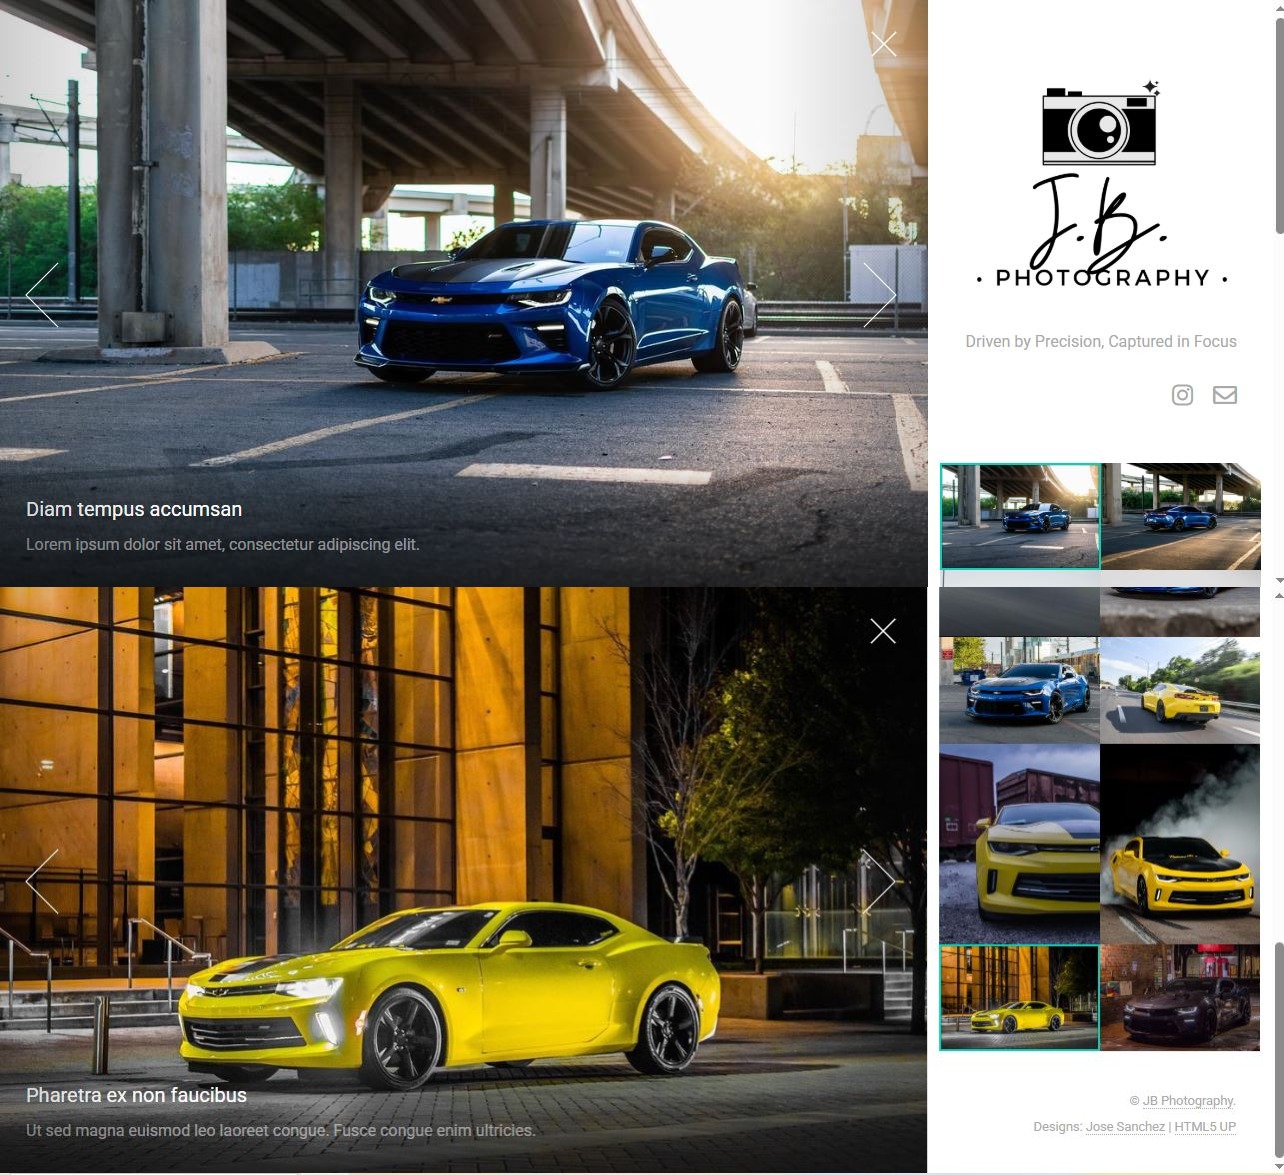 J.B.
• PHOTOGRAPHY •
Driven by Precision, Captured in Focus
Diam tempus accumsan
Lorem ipsum dolor sit amet, consectetur adipiscing elit.
Pharetra ex non faucibus
Ut sed magna euismod leo laoreet congue. Fusce congue enim ultricies.
© JB Photography.
Designs: Jose Sanchez | HTML5 UP